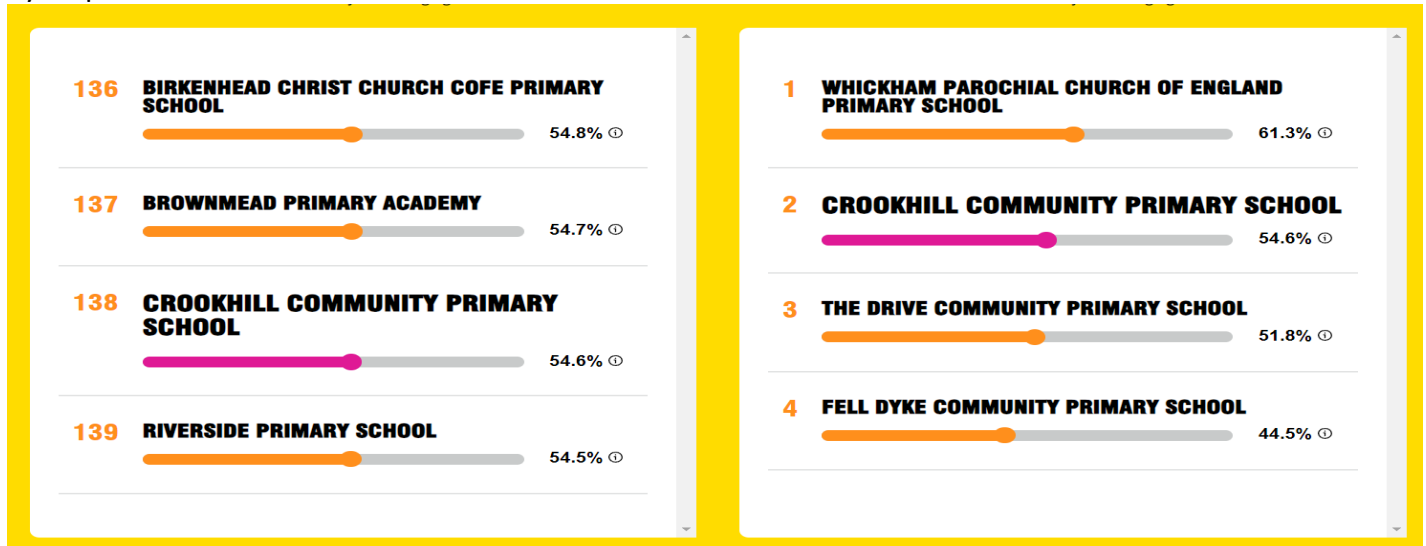 136 BIRKENHEAD CHRIST CHURCH COFE PRIMARY
SCHOOL
54.8%
137 BROWNMEAD PRIMARY ACADEMY
54.7%
138 CROOKHILL COMMUNITY PRIMARY
SCHOOL
54.6%
139 RIVERSIDE PRIMARY SCHOOL
54.5%
1 WHICKHAM PAROCHIAL CHURCH OF ENGLAND
PRIMARY SCHOOL
61.3%
2 CROOKHILL COMMUNITY PRIMARY SCHOOL
54.6%
3 THE DRIVE COMMUNITY PRIMARY SCHOOL
51.8%
4 FELL DYKE COMMUNITY PRIMARY SCHOOL
44.5%